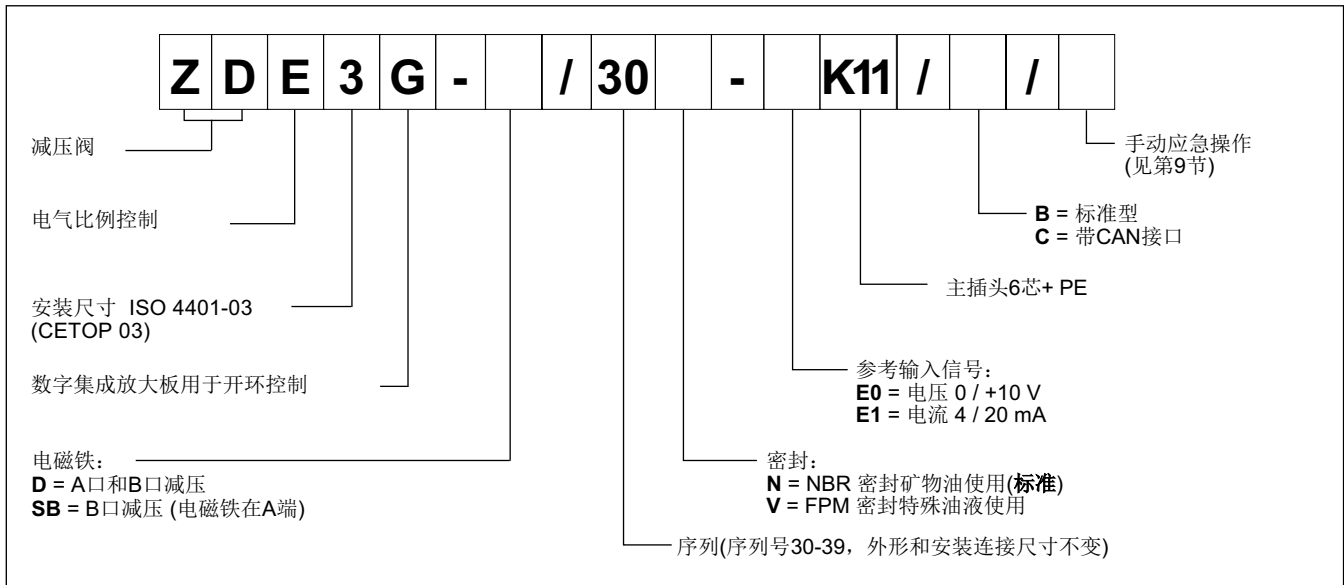 Z D E 3 G - / 30 - K11 / /
减压阀
手动应急操作
(见第9节)
电气比例控制
B = 标准型
C = 带CAN接口
主插头6芯+ PE
安装尺寸 ISO 4401-03
(CETOP 03)
参考输入信号：
E0 = 电压 0 / +10 V
E1 = 电流 4 / 20 mA
数字集成放大板用于开环控制
电磁铁：
D = A口和B口减压
SB = B口减压 (电磁铁在A端)
密封：
N = NBR 密封矿物油使用(标准)
V = FPM 密封特殊油液使用
序列(序列号30-39，外形和安装连接尺寸不变)